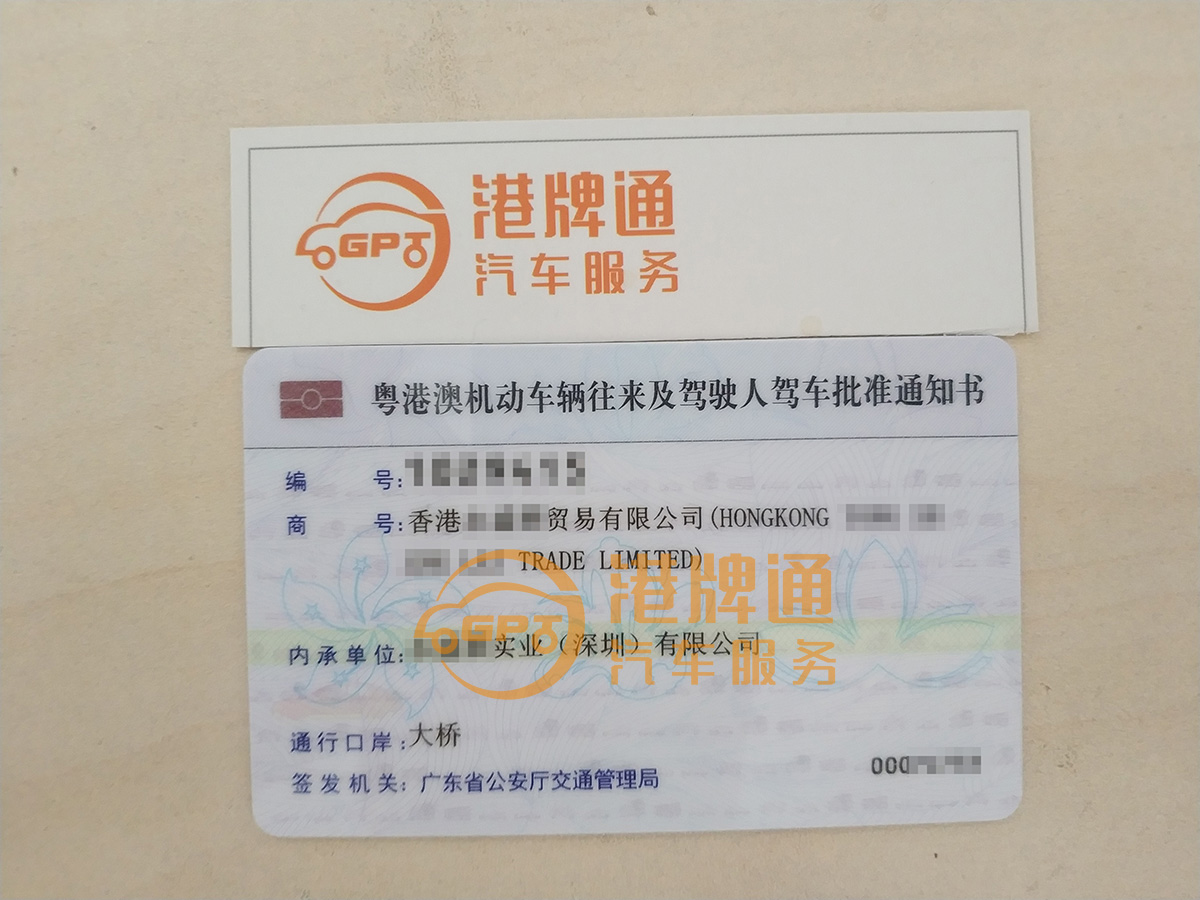 GPT
港牌通
汽车服务
粤港澳机动车辆往来及驾驶人驾车批准通知书
编号:
商号:香港贸易有限公司(HONGKONG
TRADE LIMITED)
GPT
港牌通
汽车服务
内承单位:实业（深圳）有限公司
通行口岸:大桥
000
签发机关:广东省公安厅交通管理局